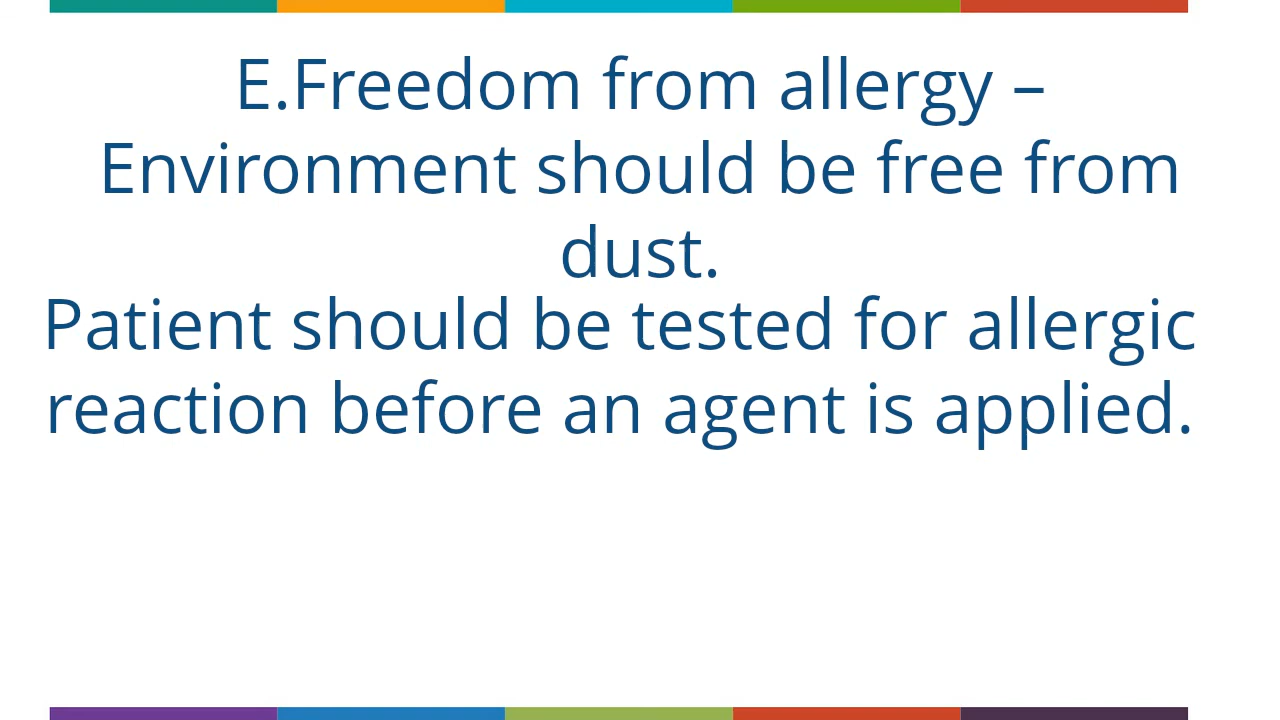 E.Freedom from allergy –
Environment should be free from
dust.
Patient should be tested for allergic
reaction before an agent is applied.